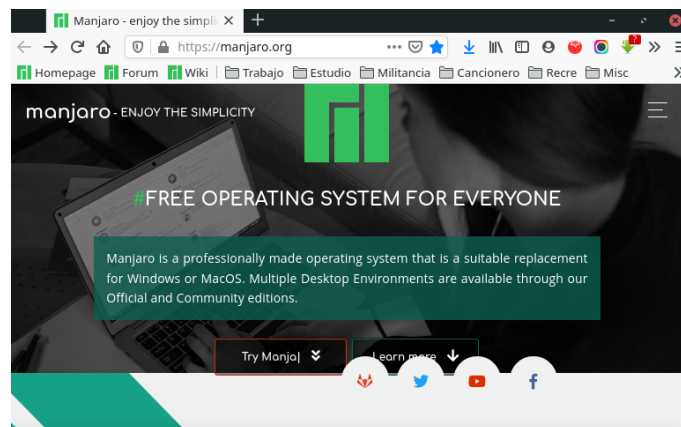 Manjaro - enjoy the simpli
https://manjaro.org
Homepage Forum Wiki Trabajo Estudio Militancia Cancionero Recre Misc
manjaro - ENJOY THE SIMPLICITY
#FREE OPERATING SYSTEM FOR EVERYONE
Manjaro is a professionally made operating system that is a suitable replacement
for Windows or MacOS. Multiple Desktop Environments are available through our
Official and Community editions.
Try Manja| Learn more